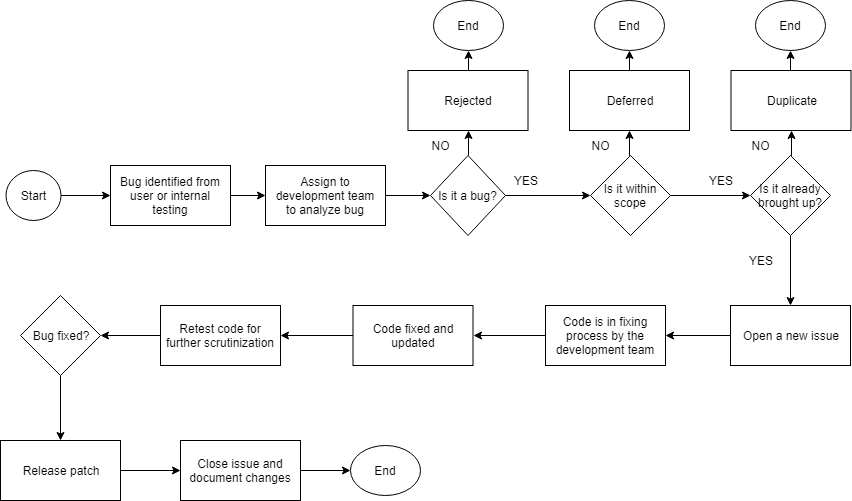 End
End
End
Rejected
Deferred
Duplicate
NO
NO
NO
Start
Bug identified from
user or internal
testing
Assign to
development team
to analyze bug
Is it a bug?
YES
Is it within
scope
YES
Is it already
brought up?
YES
Bug fixed?
Retest code for
further scrutinization
Code fixed and
updated
Code is in fixing
process by the
development team
Open a new issue
Release patch
Close issue and
document changes
End